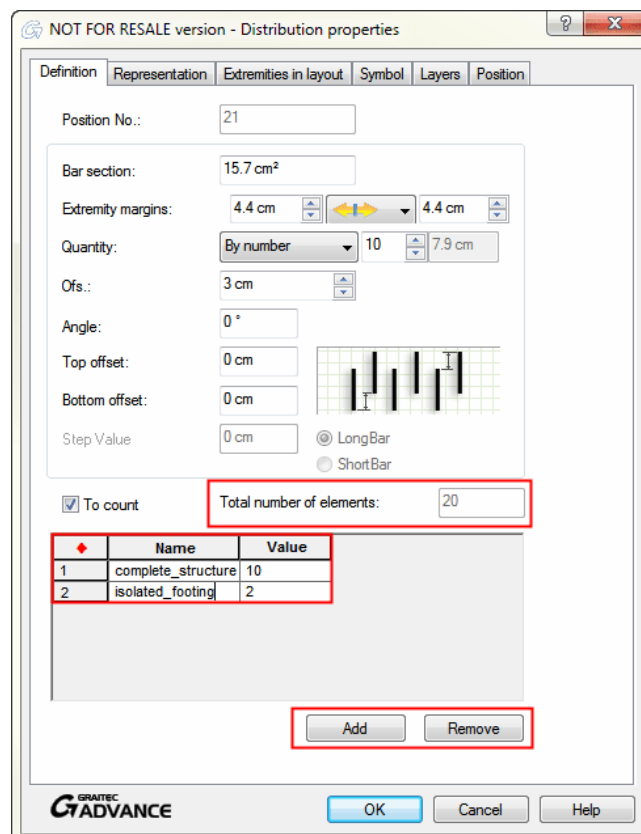 NOT FOR RESALE version - Distribution properties
Definition Representation Extremities in layout Symbol Layers Position
Position No.: 21
Bar section: 15.7 cm²
Extremity margins: 4.4 cm 4.4 cm
Quantity: By number 10 7.9 cm
Ofs.: 3 cm
Angle: 0 °
Top offset: 0 cm
Bottom offset: 0 cm
Step Value 0 cm LongBar
ShortBar
To count Total number of elements: 20
Name Value
1 complete_structure 10
2 isolated_footing 2
Add Remove
GRAITEC
ADVANCE OK Cancel Help